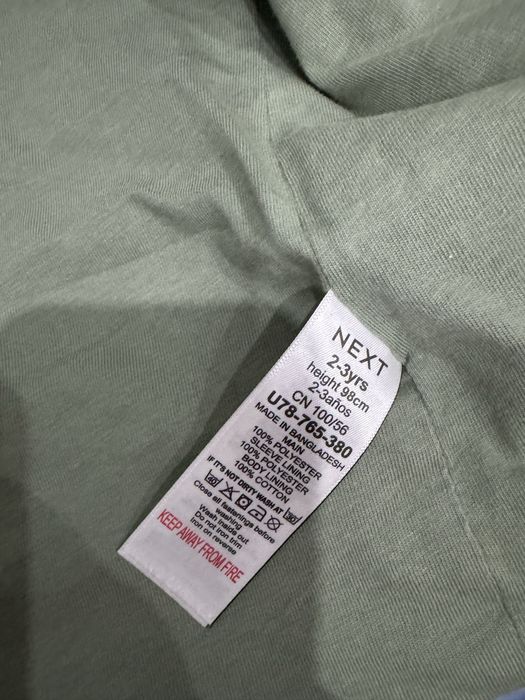 NEXT
2-3yrs
height 98cm
2-3años
CN 100/56
U78-765-380
MADE IN BANGLADESH
MAIN
100% POLYESTER
SLEEVE LINING
100% POLYESTER
BODY LINING
100% COTTON
IF IT'S NOT DIRTY WASH AT 30
Close all fastenings before
washing
Wash inside out
Do not iron trim
Iron on reverse
KEEP AWAY FROM FIRE